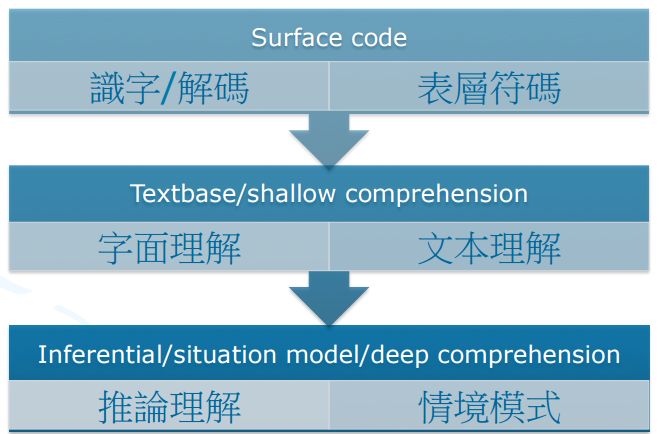 Surface code
識字/解碼 表層符碼
Textbase/shallow comprehension
字面理解 文本理解
Inferential/situation model/deep comprehension
推論理解 情境模式